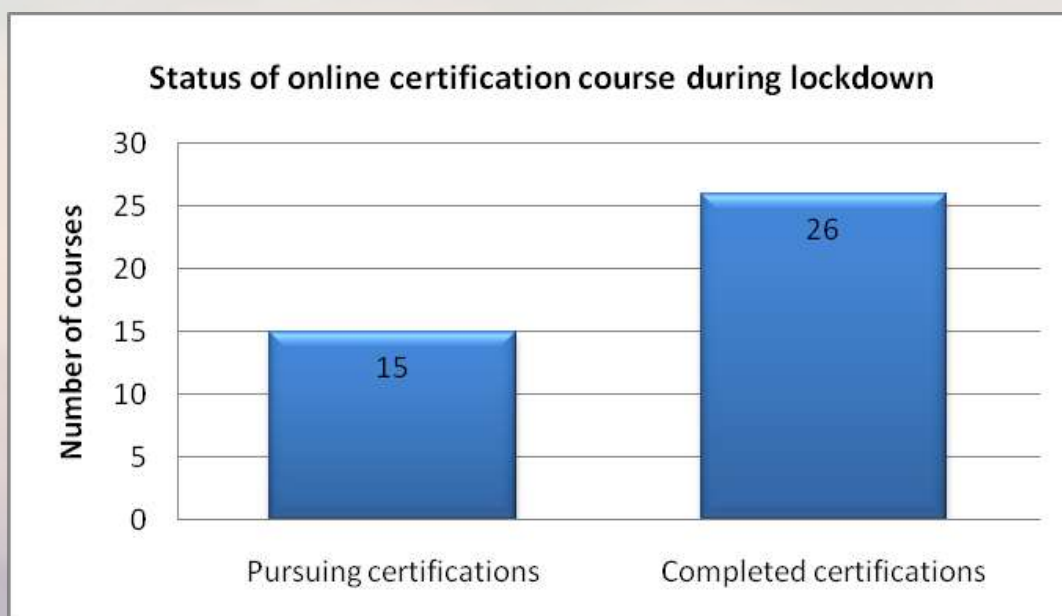 Status of online certification course during lockdown
Number of courses
30
25
20
15
10
5
0
15
26
Pursuing certifications
Completed certifications